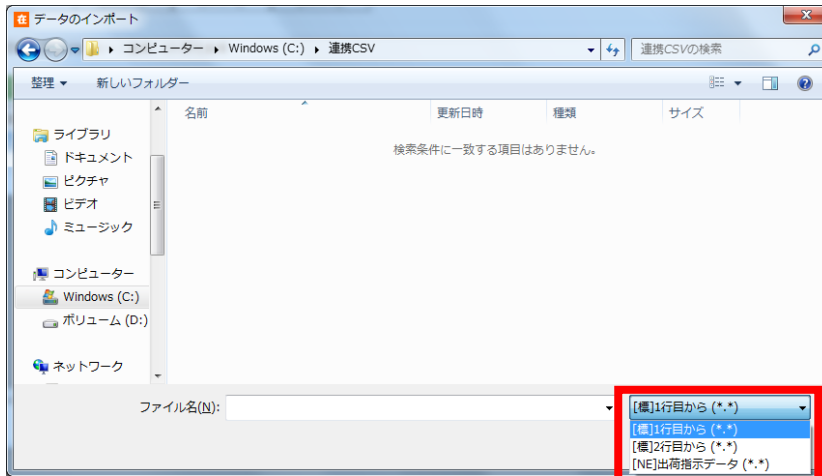 在 データのインポート
コンピューター Windows (C:) 連携CSV 連携CSVの検索
整理 新しいフォルダー
名前 更新日時 種類 サイズ
検索条件に一致する項目はありません。
ライブラリ
ドキュメント
ピクチャ
ビデオ
ミュージック
コンピューター
Windows (C:)
ボリューム (D:)
ネットワーク
ファイル名(N): [標]1行目から (*.*)
[標]1行目から (*.*)
[標]2行目から (*.*)
[NE]出荷指示データ (*.*)